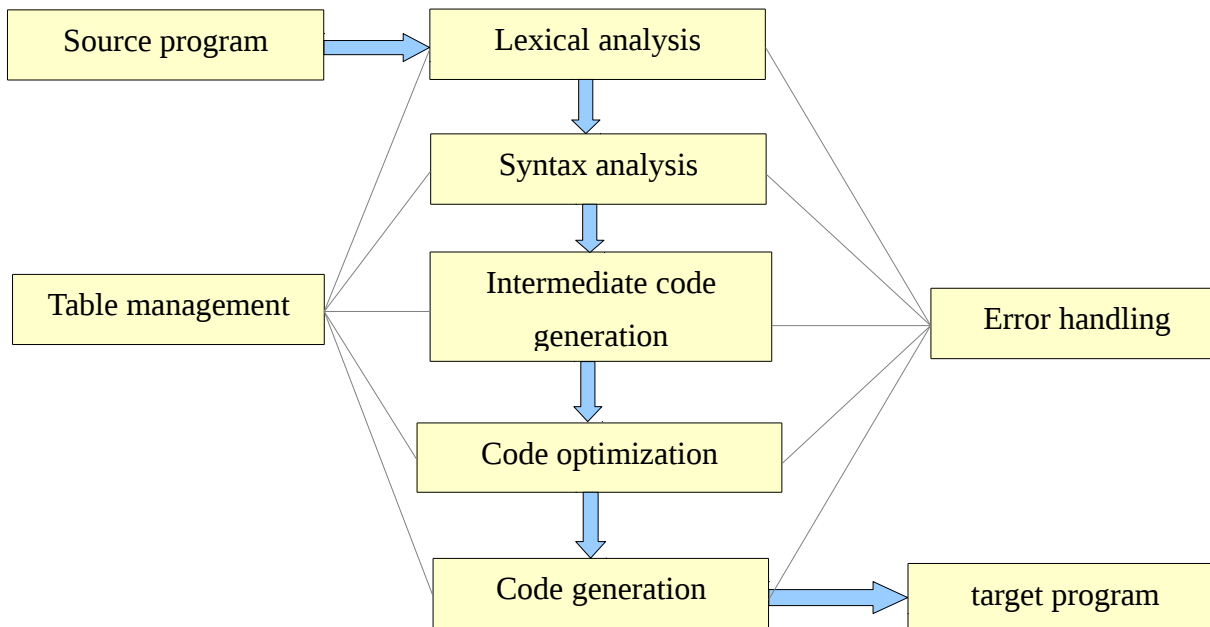 Source program
Lexical analysis
Syntax analysis
Table management
Intermediate code
generation
Error handling
Code optimization
Code generation
target program